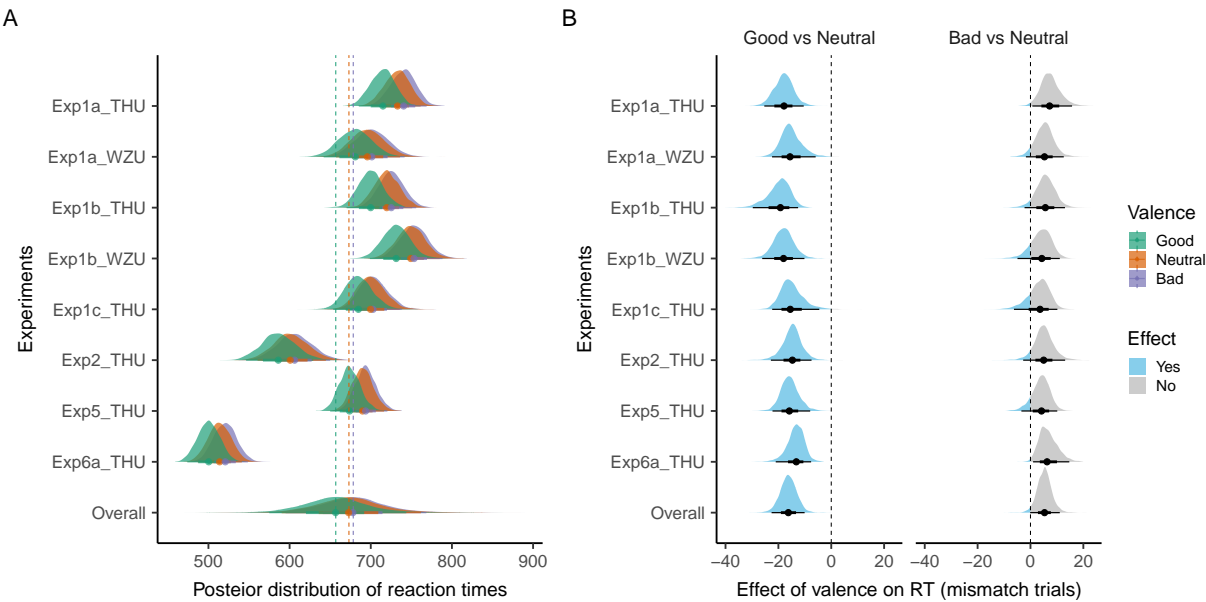 A
B
Good vs Neutral
Bad vs Neutral
Experiments
Exp1a_THU
Exp1a_WZU
Exp1b_THU
Exp1b_WZU
Exp1c_THU
Exp2_THU
Exp5_THU
Exp6a_THU
Overall
500 600 700 800 900
Posterior distribution of reaction times
Experiments
Exp1a_THU
Exp1a_WZU
Exp1b_THU
Exp1b_WZU
Exp1c_THU
Exp2_THU
Exp5_THU
Exp6a_THU
Overall
−40 −20 0 20
−40 −20 0 20
Effect of valence on RT (mismatch trials)
Valence
Good
Neutral
Bad
Effect
Yes
No